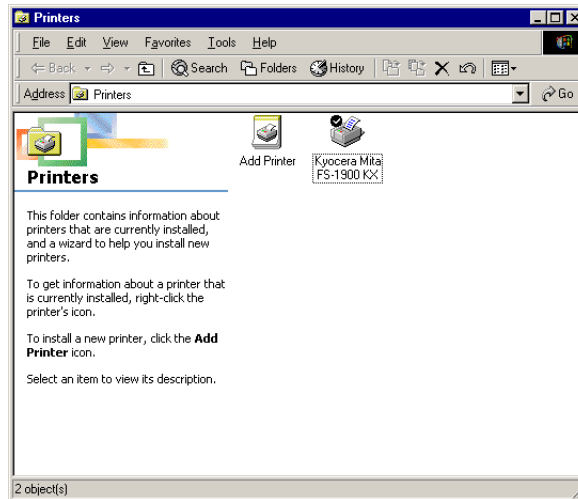 Printers
File Edit View Favorites Tools Help
Back Search Folders History
Address Printers Go
Add Printer
Kyocera Mita
FS-1900 KX
Printers
This folder contains information about
printers that are currently installed,
and a wizard to help you install new
printers.
To get information about a printer that
is currently installed, right-click the
printer's icon.
To install a new printer, click the Add
Printer icon.
Select an item to view its description.
2 object(s)